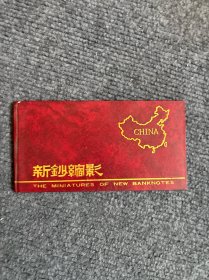 CHINA
新鈔縮影
THE MINIATURES OF NEW BANKNOTES